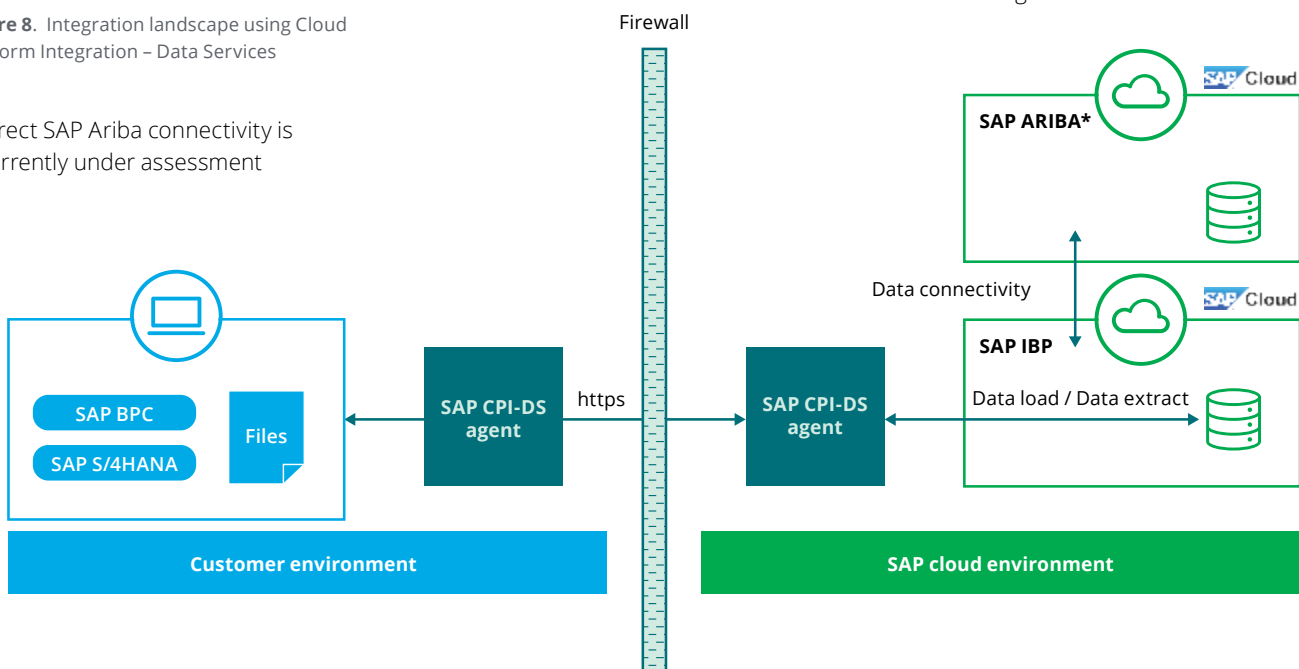 re 8. Integration landscape using Cloud
orm Integration – Data Services
rect SAP Ariba connectivity is
rrently under assessment
Firewall
SAP Cloud
SAP ARIBA*
Data connectivity
SAP Cloud
SAP IBP
Data load / Data extract
SAP BPC
SAP S/4HANA
Files
SAP CPI-DS
agent
https
SAP CPI-DS
agent
Customer environment
SAP cloud environment